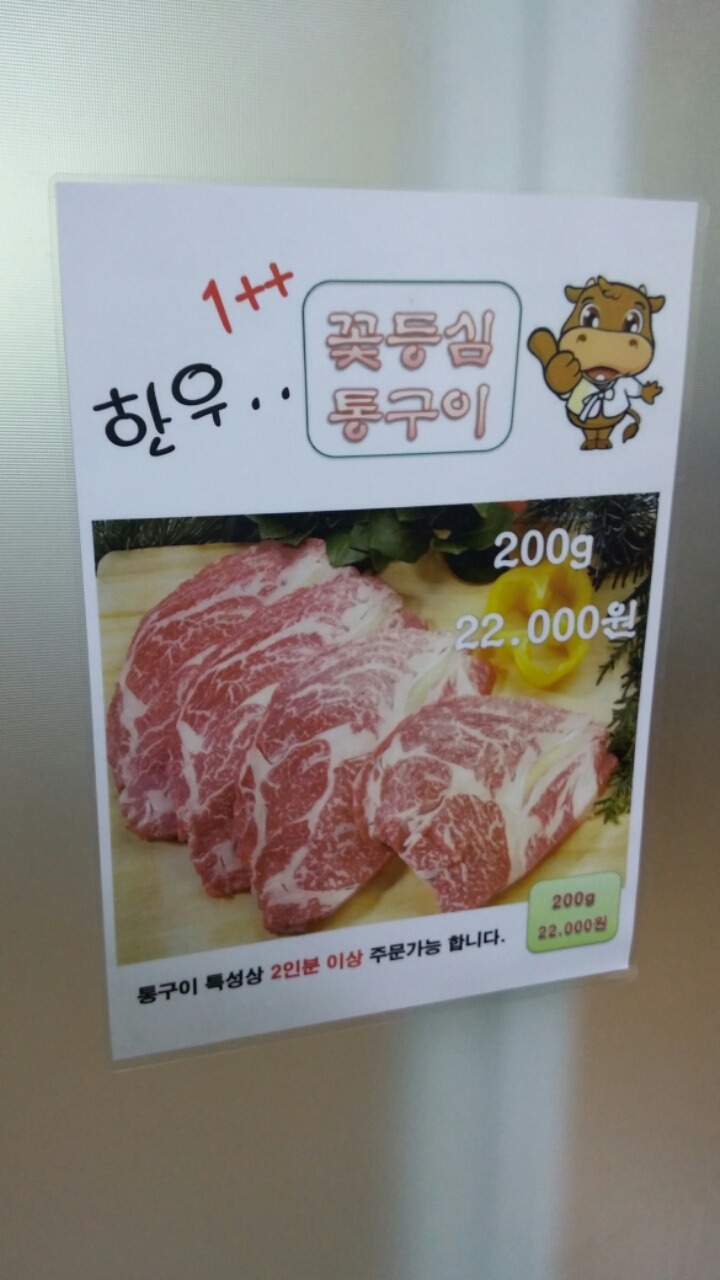 1++
한우..
꽃등심
통구이
200g
22.000원
200g
22.000원
통구이 특성상 2인분 이상 주문가능 합니다.